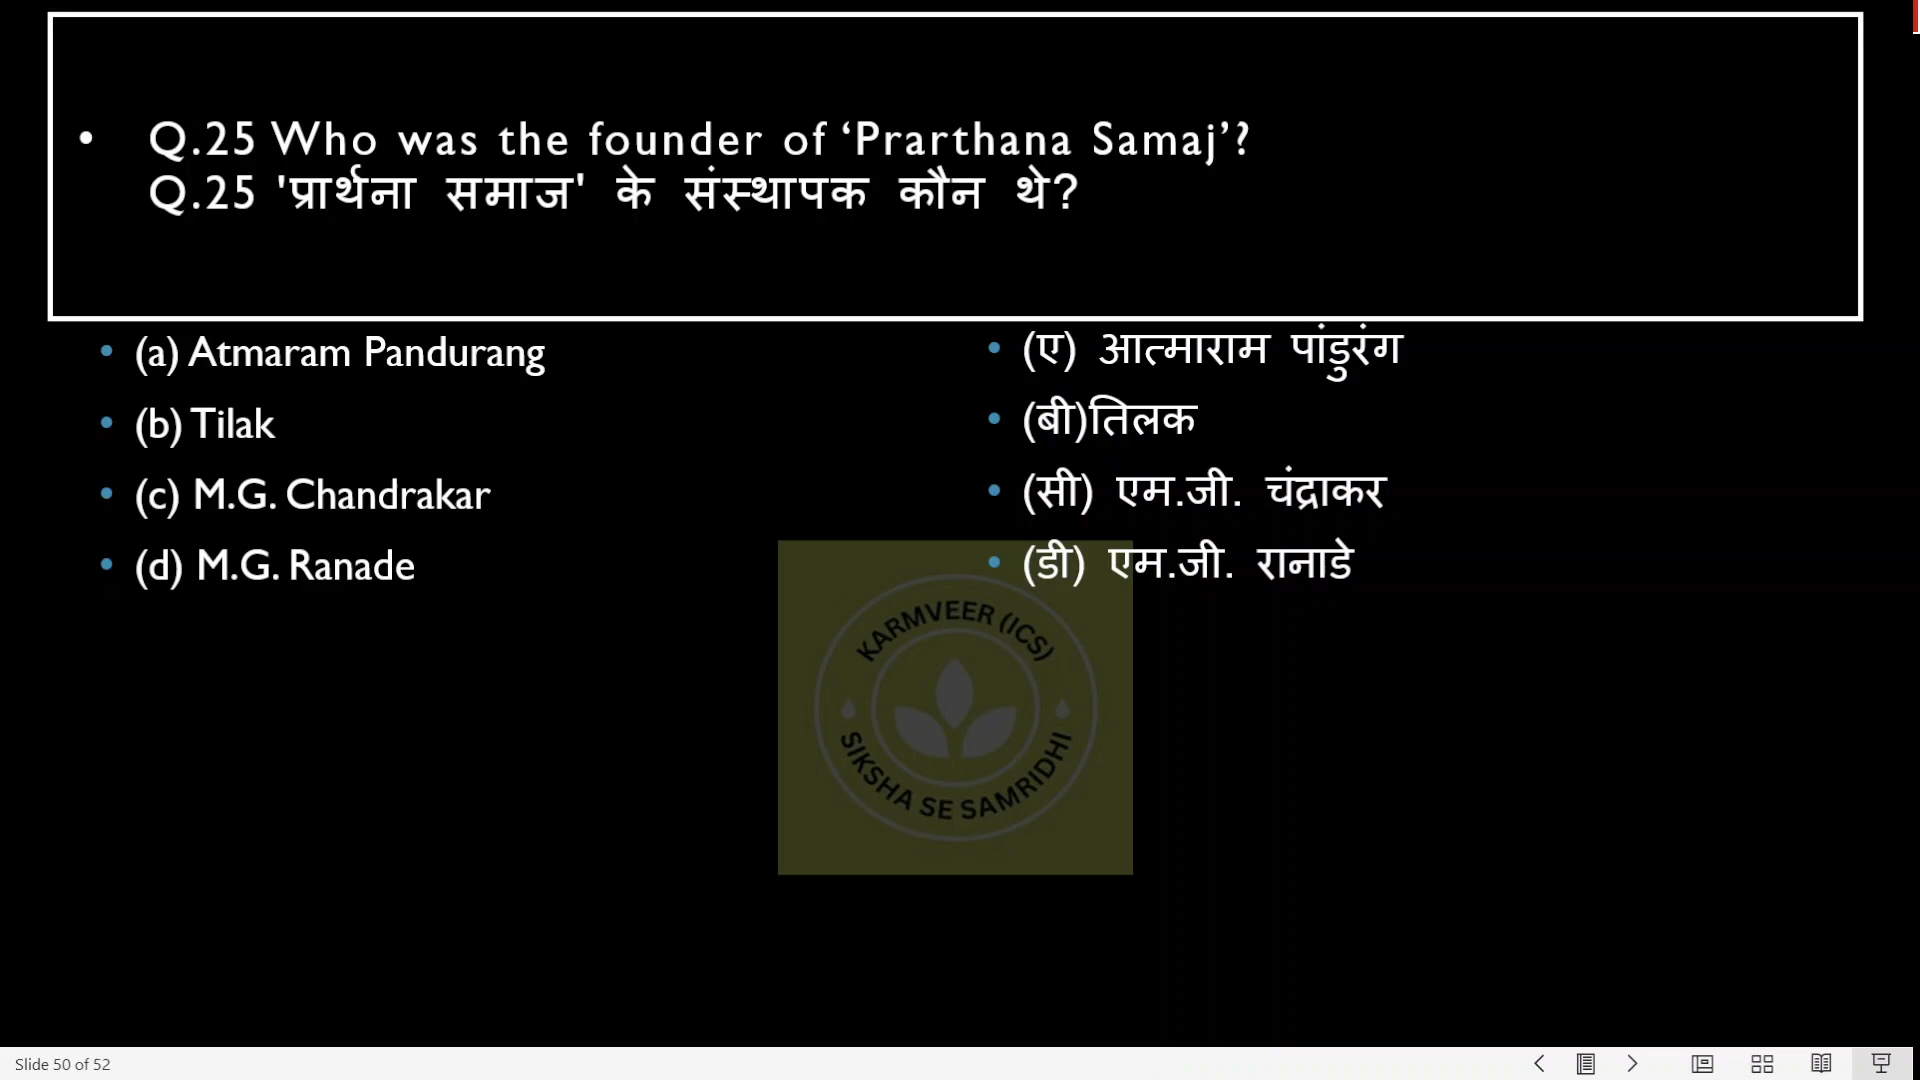 • Q.25 Who was the founder of ‘Prarthana Samaj’?
Q.25 'प्रार्थना समाज' के संस्थापक कौन थे?
• (a) Atmaram Pandurang
• (b) Tilak
• (c) M.G. Chandrakar
• (d) M.G. Ranade
• (ए) आत्माराम पांडुरंग
• (बी)तिलक
• (सी) एम.जी. चंद्राकर
• (डी) एम.जी. रानाडे
KARMVEER (ICS)
SIKSHA SE SAMRIDHI
Slide 50 of 52